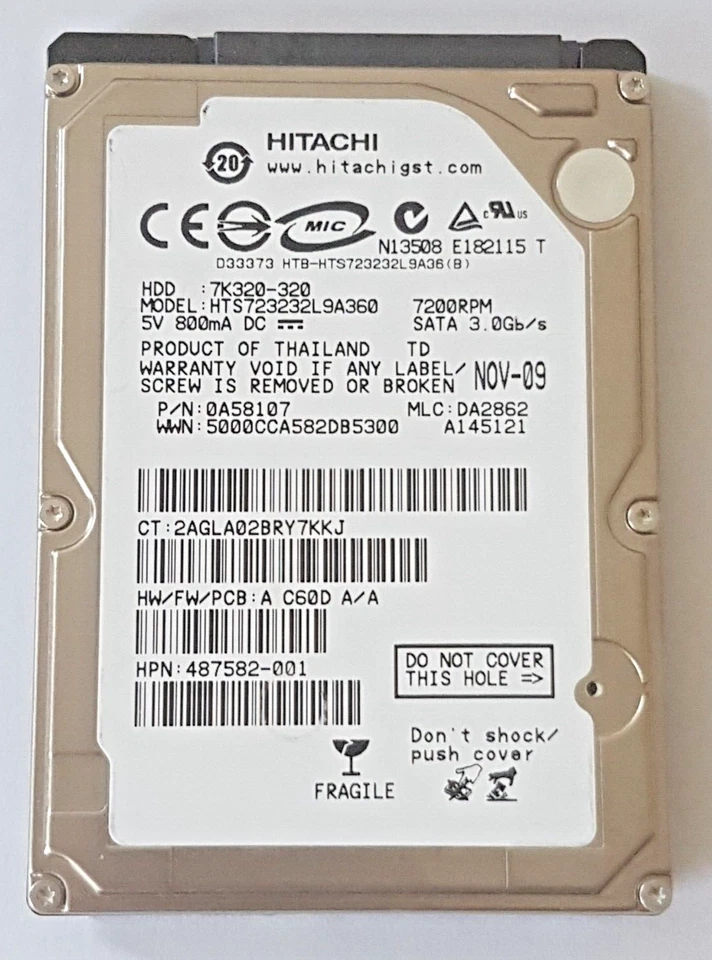 HITACHI
20
www.hitachigst.com
CE MIC c UR US
N13508 E182115 T
D33373 HTB-HTS723232L9A36(B)
HDD :7K320-320
MODEL:HTS723232L9A360 7200RPM
5V 800mA DC SATA 3.0Gb/s
PRODUCT OF THAILAND TD
WARRANTY VOID IF ANY LABEL/
SCREW IS REMOVED OR BROKEN NOV-09
P/N:0A58107 MLC:DA2862
WWN:5000CCA582DB5300 A145121
CT:2AGLA02BRY7KKJ
HW/FW/PCB:A C60D A/A
HPN:487582-001
DO NOT COVER
THIS HOLE =>
Don't shock/
push cover
FRAGILE